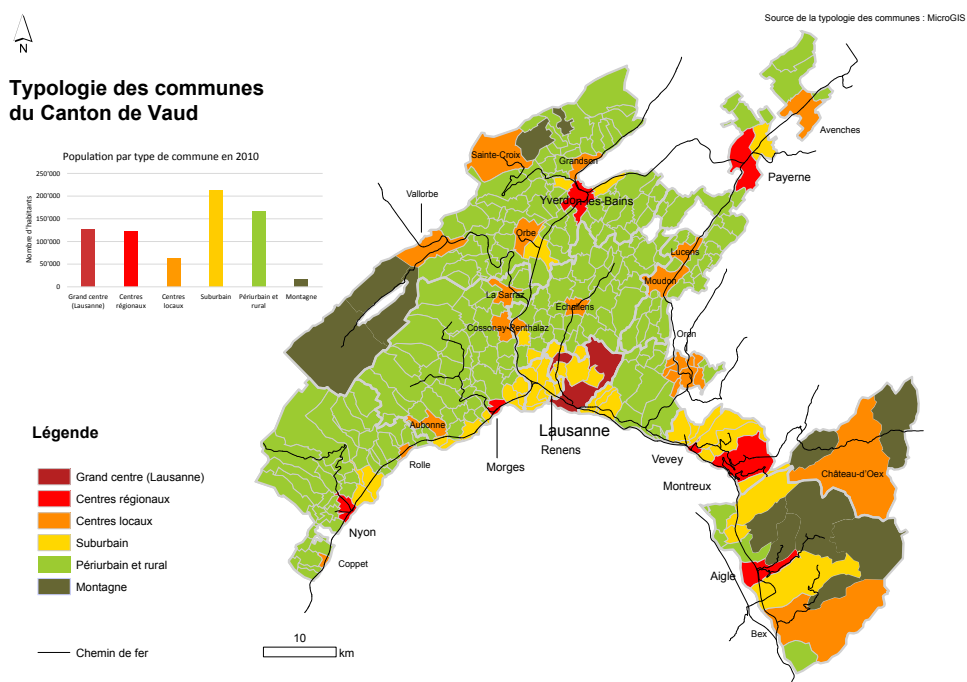 Source de la typologie des communes : MicroGIS
N
Typologie des communes
du Canton de Vaud
Population par type de commune en 2010
Nombre d'habitants
250'000
200'000
150'000
100'000
50'000
0
Grand centre
(Lausanne)
Centres
régionaux
Centres
locaux
Suburbain
Périurbain et
rural
Montagne
Avenches
Payerne
Sainte-Croix
Grandson
Vallorbe
Yverdon-les-Bains
Orbe
Lucens
Moudon
La Sarraz
Echallens
Cossonay-Penthalaz
Oron
Aubonne
Lausanne
Renens
Rolle
Morges
Vevey
Montreux
Château-d'Oex
Nyon
Coppet
Aigle
Bex
Légende
Grand centre (Lausanne)
Centres régionaux
Centres locaux
Suburbain
Périurbain et rural
Montagne
Chemin de fer
10
km